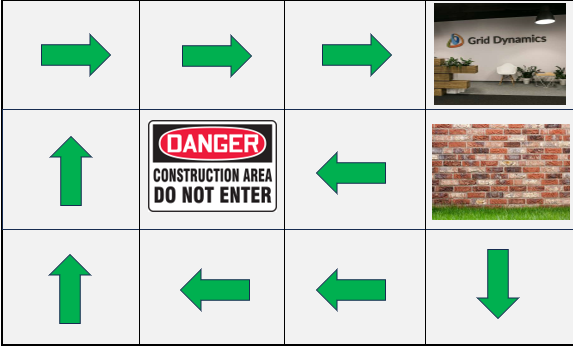 Grid Dynamics
DANGER
CONSTRUCTION AREA
DO NOT ENTER